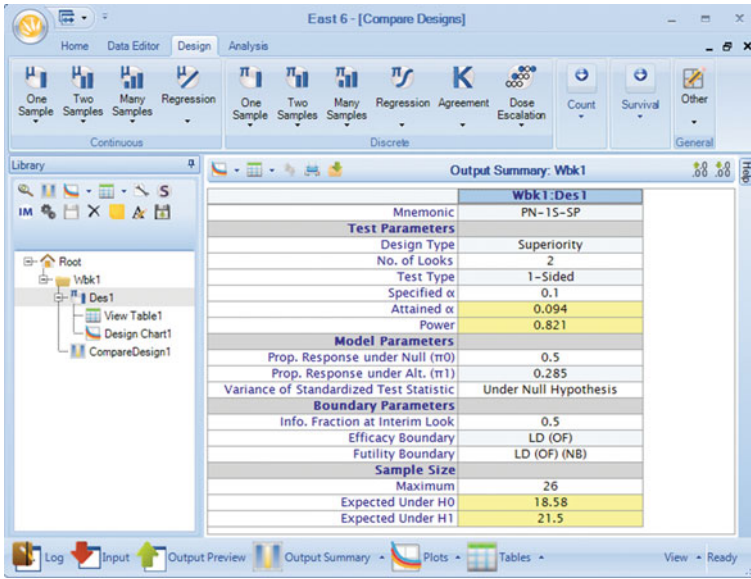 East 6 - [Compare Designs]
Home Data Editor Design Analysis
μ μ μ μ π π π π K
One Sample
Two Samples
Many Samples
Regression
One Sample
Two Samples
Many Samples
Regression
Agreement
Dose Escalation
Count
Survival
Other
Continuous Discrete General
Library
Output Summary: Wbk1
Help
S
IM
Root
Wbk1
Des1
View Table1
Design Chart1
CompareDesign1
Wbk1:Des1
Mnemonic PN-1S-SP
Test Parameters
Design Type Superiority
No. of Looks 2
Test Type 1-Sided
Specified α 0.1
Attained α 0.094
Power 0.821
Model Parameters
Prop. Response under Null (π0) 0.5
Prop. Response under Alt. (π1) 0.285
Variance of Standardized Test Statistic Under Null Hypothesis
Boundary Parameters
Info. Fraction at Interim Look 0.5
Efficacy Boundary LD (OF)
Futility Boundary LD (OF) (NB)
Sample Size
Maximum 26
Expected Under H0 18.58
Expected Under H1 21.5
Log Input Output Preview Output Summary Plots Tables View Ready